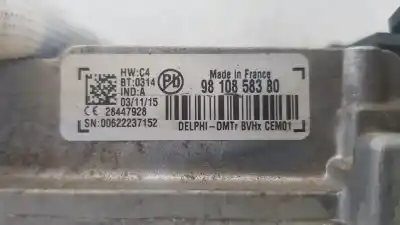 HW:C4
BT:0314
IND:A
03/11/15
CE 28447928
SN:00622237152
Pb
Made in France
98 108 583 80
DELPHI-DMTr BVHx CEM01